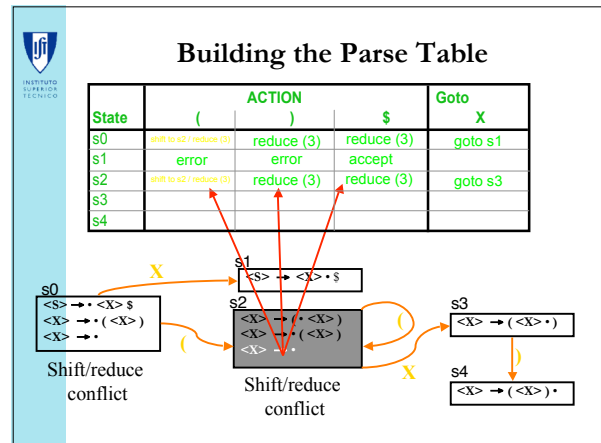 INSTITUTO
SUPERIOR
TÉCNICO
Building the Parse Table
ACTION Goto
State ( ) $ X
s0 shift to s2 / reduce (3) reduce (3) reduce (3) goto s1
s1 error error accept
s2 shift to s2 / reduce (3) reduce (3) reduce (3) goto s3
s3
s4
s1
X
<S> → <X> • $
s0
<S> → • <X> $
<X> → • ( <X> )
<X> → •
(
Shift/reduce
conflict
s2
<X> → ( • <X> )
<X> → • ( <X> )
<X> → •
(
X
Shift/reduce
conflict
s3
<X> → ( <X> • )
)
s4
<X> → ( <X> ) •